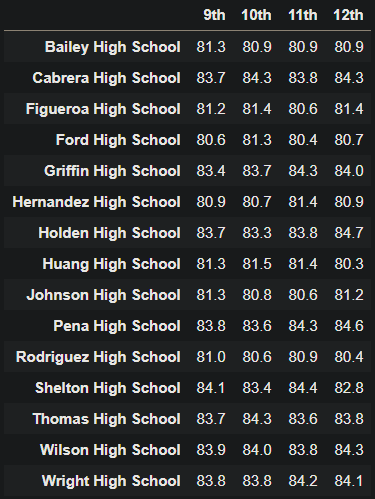 9th 10th 11th 12th
Bailey High School 81.3 80.9 80.9 80.9
Cabrera High School 83.7 84.3 83.8 84.3
Figueroa High School 81.2 81.4 80.6 81.4
Ford High School 80.6 81.3 80.4 80.7
Griffin High School 83.4 83.7 84.3 84.0
Hernandez High School 80.9 80.7 81.4 80.9
Holden High School 83.7 83.3 83.8 84.7
Huang High School 81.3 81.5 81.4 80.3
Johnson High School 81.3 80.8 80.6 81.2
Pena High School 83.8 83.6 84.3 84.6
Rodriguez High School 81.0 80.6 80.9 80.4
Shelton High School 84.1 83.4 84.4 82.8
Thomas High School 83.7 84.3 83.6 83.8
Wilson High School 83.9 84.0 83.8 84.3
Wright High School 83.8 83.8 84.2 84.1